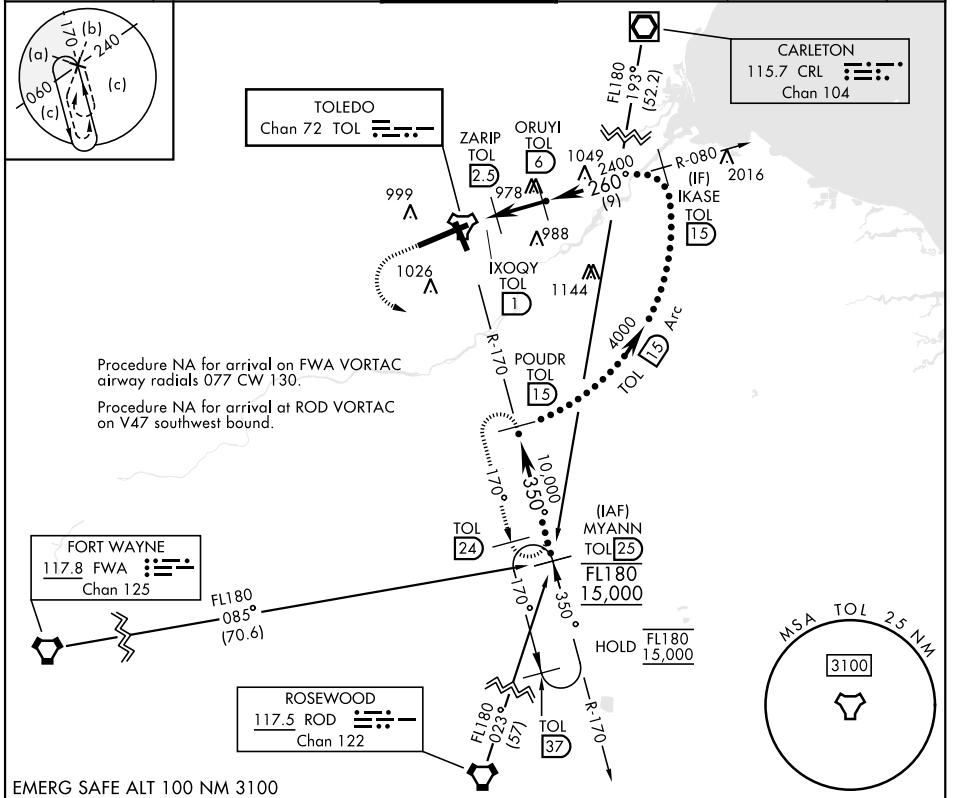 170
(b)
240
(a)
(c)
060
(c)
TOLEDO
Chan 72 TOL
CARLETON
115.7 CRL
Chan 104
FL180
193°
(52.2)
ZARIP
TOL
2.5
ORUYI
TOL
6
1049
2400
260°
(9)
R-080
2016
(IF)
IKASE
TOL
15
978
999
988
1026
IXOQY
TOL
1
1144
R-170
4000
TOL 15 Arc
POUDR
TOL
15
Procedure NA for arrival on FWA VORTAC
airway radials 077 CW 130.
Procedure NA for arrival at ROD VORTAC
on V47 southwest bound.
170°
10,000
350°
(IAF)
MYANN
TOL 25
FL180
15,000
TOL
24
FORT WAYNE
117.8 FWA
Chan 125
FL180
085°
(70.6)
170°
350°
HOLD FL180
15,000
MSA TOL 25 NM
3100
ROSEWOOD
117.5 ROD
Chan 122
FL180
023°
(57)
TOL
37
R-170
EMERG SAFE ALT 100 NM 3100